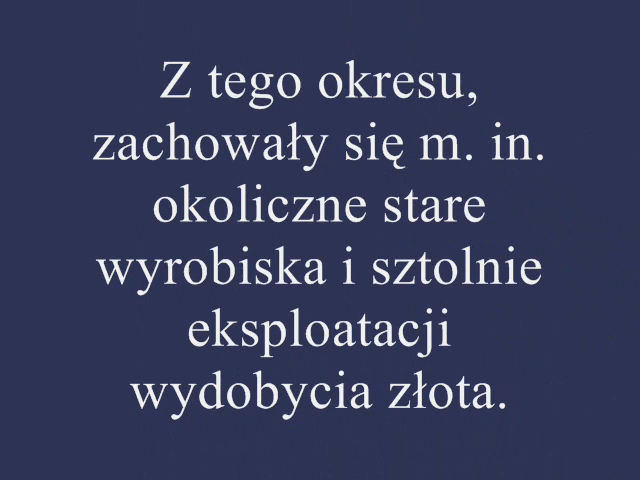 Z tego okresu,
zachowały się m. in.
okoliczne stare
wyrobiska i sztolnie
eksploatacji
wydobycia złota.